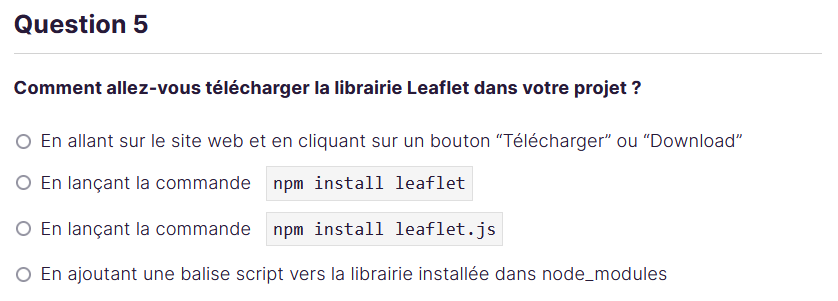 Question 5
Comment allez-vous télécharger la librairie Leaflet dans votre projet ?
En allant sur le site web et en cliquant sur un bouton “Télécharger” ou “Download”
En lançant la commande npm install leaflet
En lançant la commande npm install leaflet.js
En ajoutant une balise script vers la librairie installée dans node_modules